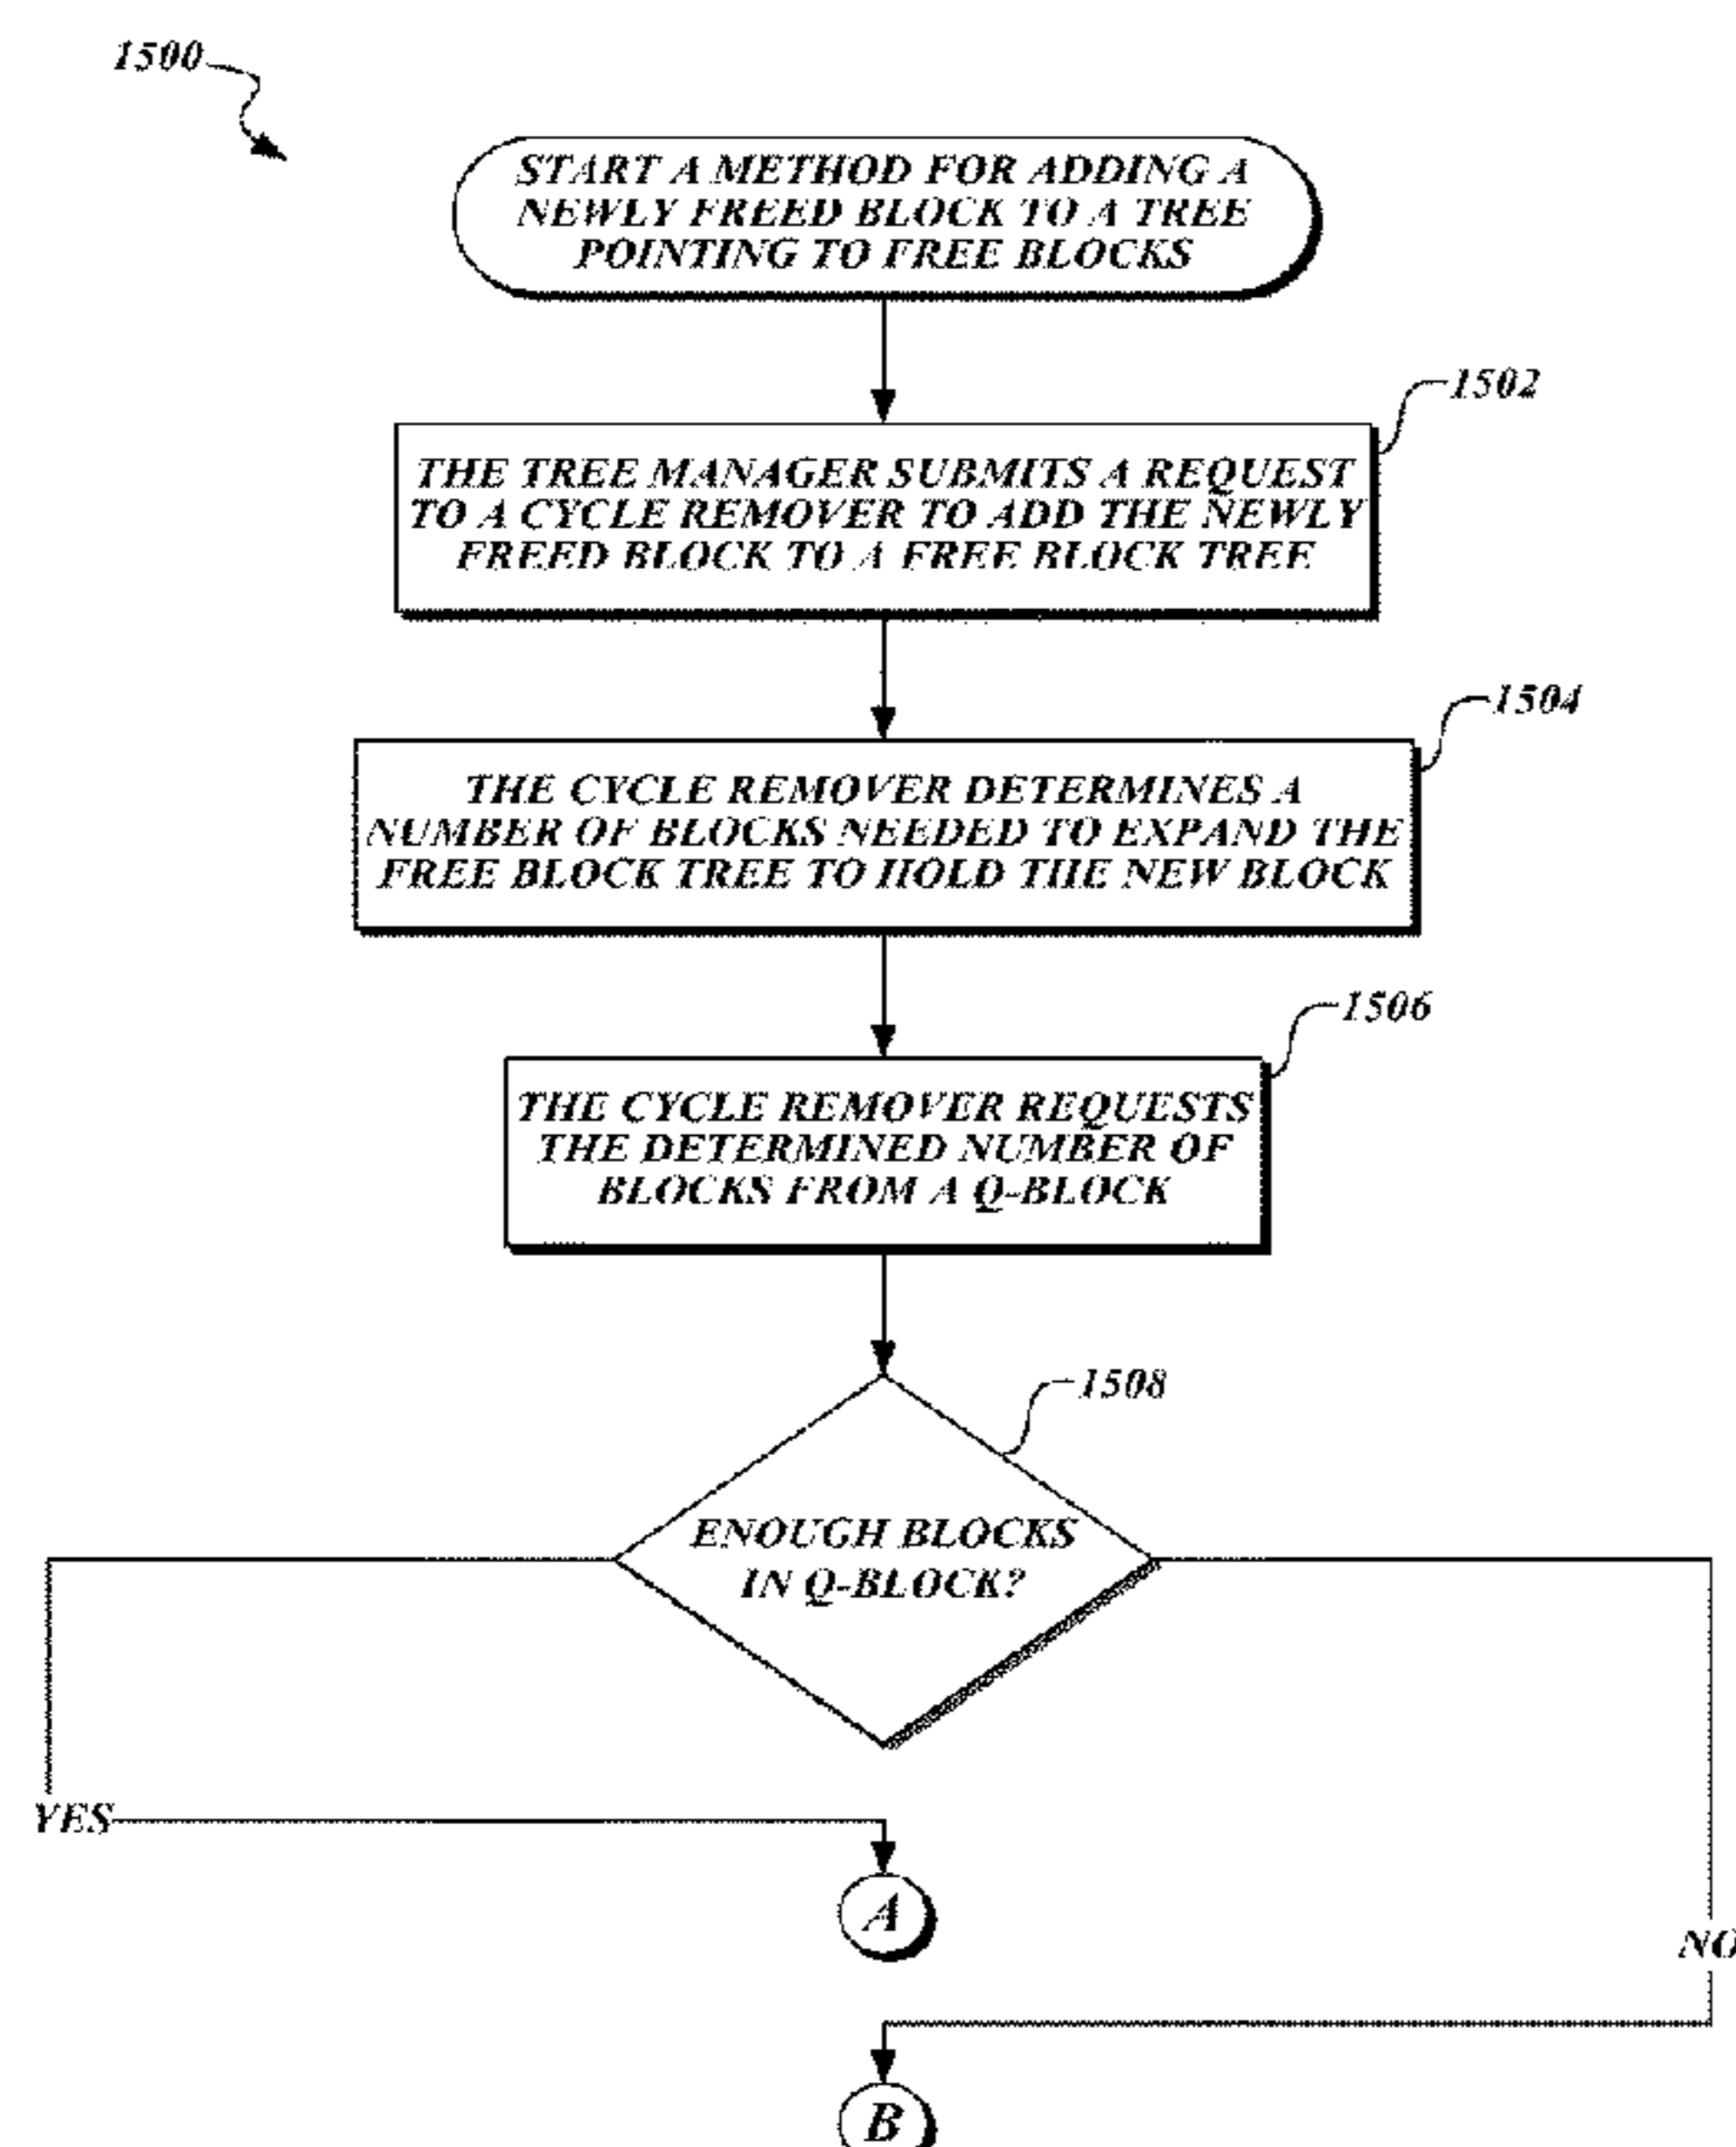 1500
START A METHOD FOR ADDING A
NEWLY FREED BLOCK TO A TREE
POINTING TO FREE BLOCKS
1502
THE TREE MANAGER SUBMITS A REQUEST
TO A CYCLE REMOVER TO ADD THE NEWLY
FREED BLOCK TO A FREE BLOCK TREE
1504
THE CYCLE REMOVER DETERMINES A
NUMBER OF BLOCKS NEEDED TO EXPAND THE
FREE BLOCK TREE TO HOLD THE NEW BLOCK
1506
THE CYCLE REMOVER REQUESTS
THE DETERMINED NUMBER OF
BLOCKS FROM A Q-BLOCK
1508
ENOUGH BLOCKS
IN Q-BLOCK?
YES
A
NO
B